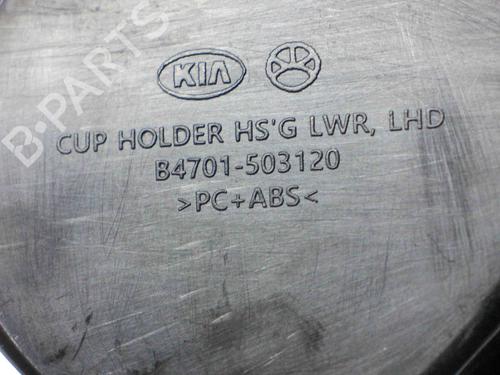 B-PARTS
KIA
CUP HOLDER HS'G LWR, LHD
B4701-503120
>PC+ABS<